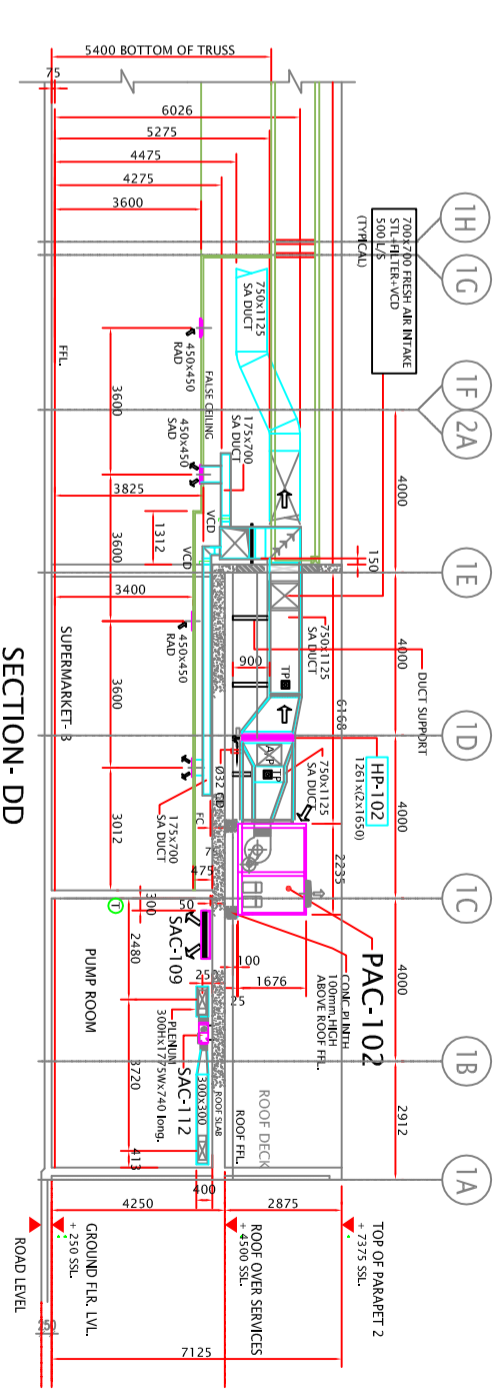 1H
1G
1F
2A
1E
1D
1C
1B
1A
700x700 FRESH AIR INTAKE
STL+FILTER+VCD
500 L/S
(TYPICAL)
4000
4000
4000
4000
2912
5400 BOTTOM OF TRUSS
75
6026
5275
4475
4275
3600
750x1125
SA DUCT
175x700
SA DUCT
FALSE CEILING
450x450
RAD
450x450
SAD
VCD
VCD
150
750x1125
SA DUCT
TP
900
DUCT SUPPORT
6168
HP-102
1261x(2x1650)
750x1125
SA DUCT
TP
Ø32 CD
2235
PAC-102
CONC.PLINTH
100mm.HIGH
ABOVE ROOF FFL.
1676
100
25
ROOF DECK
ROOF FFL.
ROOF SLAB
FFL.
3600
3825
3600
1312
3400
450x450
RAD
3600
175x700
SA DUCT
FC
475
3012
50
300
SAC-109
2480
T
SUPERMARKET- B
PUMP ROOM
PLENUM
300Hx1775Wx740 long.
SAC-112
300x300
3720
413
400
4250
2875
7125
TOP OF PARAPET 2
+ 7375 SSL.
ROOF OVER SERVICES
+ 4500 SSL.
GROUND FLR. LVL.
+ 250 SSL.
ROAD LEVEL
250
SECTION- DD